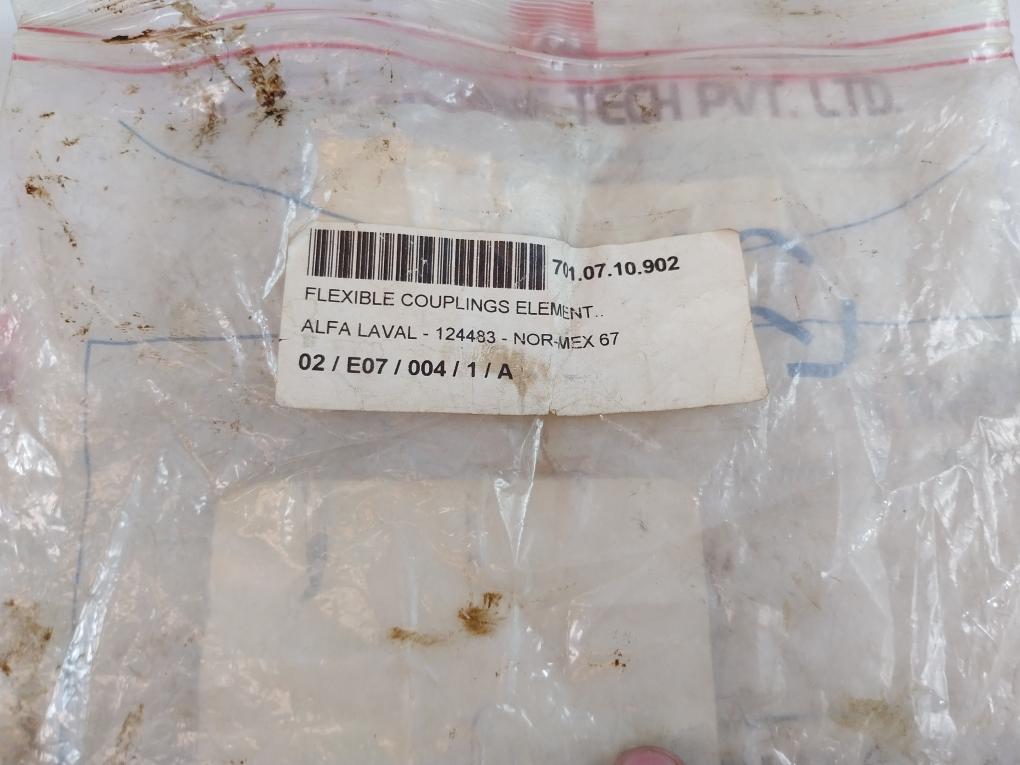 TECH PVT. LTD.
701.07.10.902
FLEXIBLE COUPLINGS ELEMENT..
ALFA LAVAL - 124483 - NOR-MEX 67
02 / E07 / 004 / 1 / A